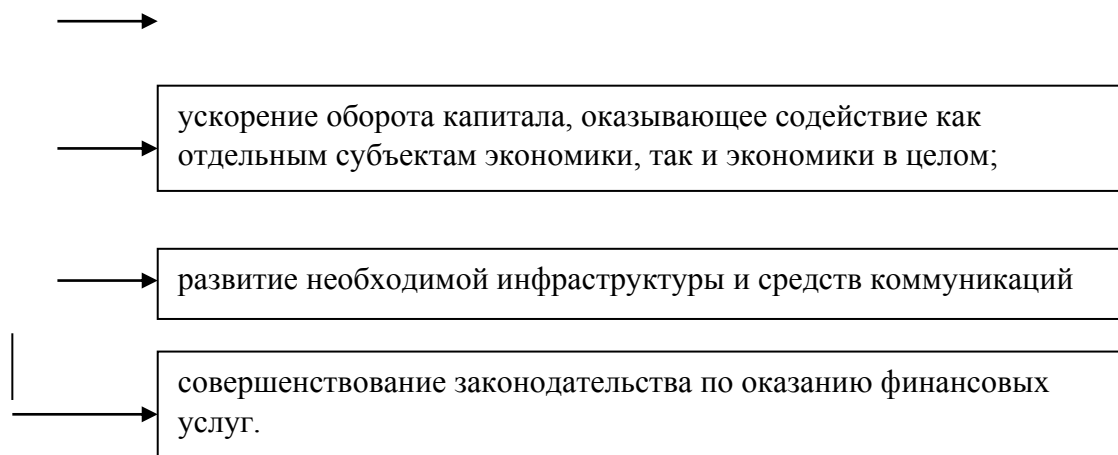 ускорение оборота капитала, оказывающее содействие как
отдельным субъектам экономики, так и экономики в целом;
развитие необходимой инфраструктуры и средств коммуникаций
совершенствование законодательства по оказанию финансовых
услуг.